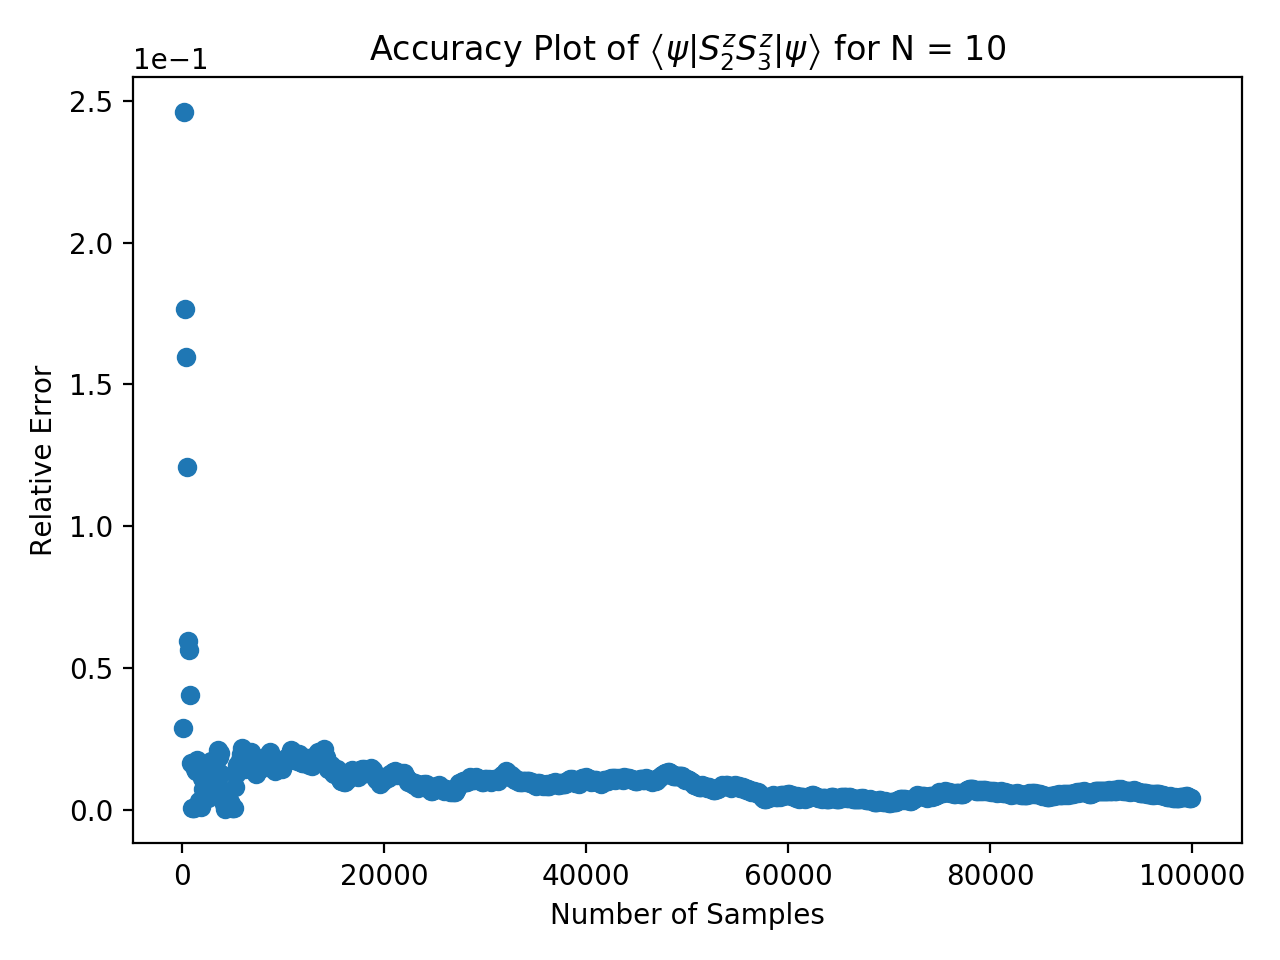 Accuracy Plot of ⟨ψ|S₂ᶻS₃ᶻ|ψ⟩ for N = 10
1e−1
2.5
2.0
1.5
1.0
0.5
0.0
Relative Error
0 20000 40000 60000 80000 100000
Number of Samples